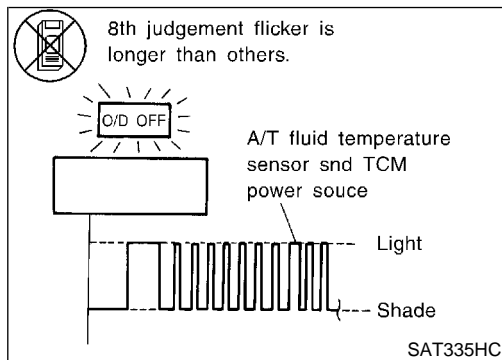 8th judgement flicker is
longer than others.
O/D OFF
A/T fluid temperature
sensor snd TCM
power souce
Light
Shade
SAT335HC